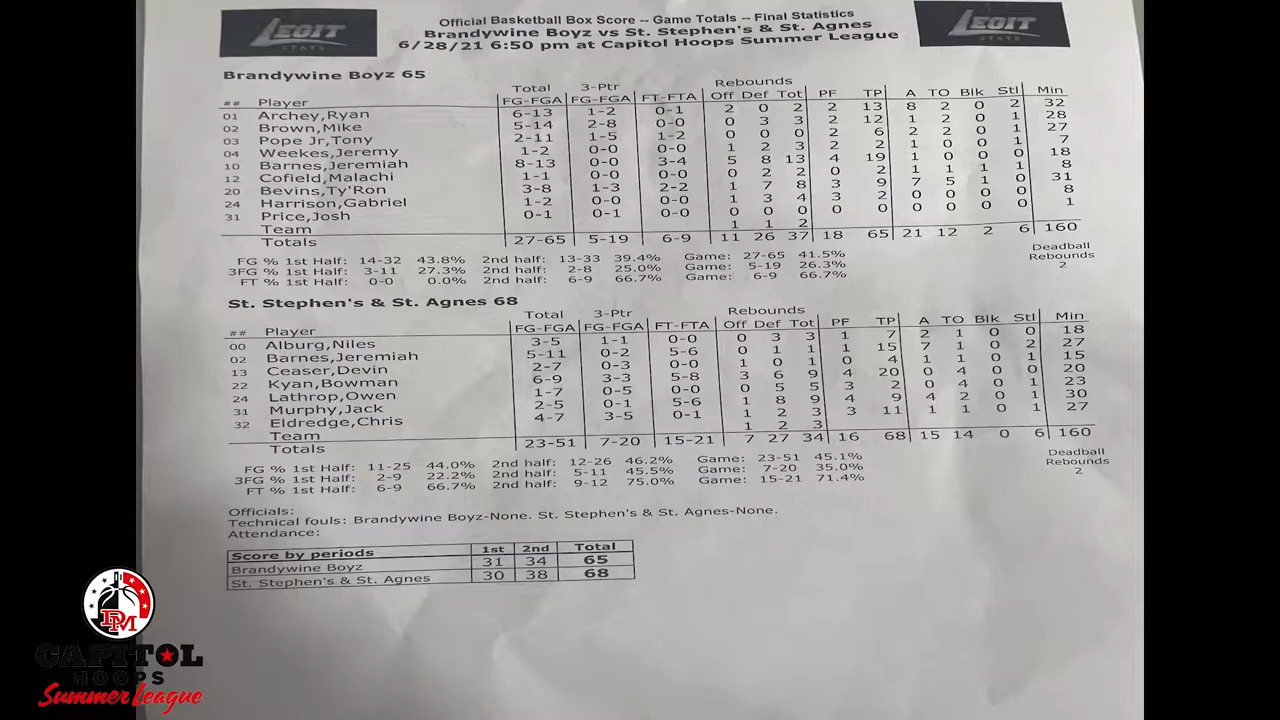 LEGIT
STATS
Official Basketball Box Score -- Game Totals -- Final Statistics
Brandywine Boyz vs St. Stephen's & St. Agnes
6/28/21 6:50 pm at Capitol Hoops Summer League
LEGIT
STATS
Brandywine Boyz 65
Total 3-Ptr Rebounds
## Player FG-FGA FG-FGA FT-FTA Off Def Tot PF TP A TO Blk Stl Min
01 Archey,Ryan 6-13 1-2 0-1 2 0 2 2 13 8 2 0 2 32
02 Brown,Mike 5-14 2-8 0-0 0 3 3 2 12 1 2 0 1 28
03 Pope Jr,Tony 2-11 1-5 1-2 0 0 0 2 6 2 2 0 1 27
04 Weekes,Jeremy 1-2 0-0 0-0 1 2 3 2 2 1 0 0 1 7
10 Barnes,Jeremiah 8-13 0-0 3-4 5 8 13 4 19 1 0 0 0 18
12 Cofield,Malachi 1-1 0-0 0-0 0 2 2 0 2 1 1 1 1 8
20 Bevins,Ty'Ron 3-8 1-3 2-2 1 7 8 3 9 7 5 1 0 31
24 Harrison,Gabriel 1-2 0-0 0-0 1 3 4 3 2 0 0 0 0 8
31 Price,Josh 0-1 0-1 0-0 0 0 0 0 0 0 0 0 0 1
Team 1 1 2
Totals 27-65 5-19 6-9 11 26 37 18 65 21 12 2 6 160
FG % 1st Half: 14-32 43.8% 2nd half: 13-33 39.4% Game: 27-65 41.5%
3FG % 1st Half: 3-11 27.3% 2nd half: 2-8 25.0% Game: 5-19 26.3%
FT % 1st Half: 0-0 0.0% 2nd half: 6-9 66.7% Game: 6-9 66.7%
Deadball
Rebounds
2
St. Stephen's & St. Agnes 68
Total 3-Ptr Rebounds
## Player FG-FGA FG-FGA FT-FTA Off Def Tot PF TP A TO Blk Stl Min
00 Alburg,Niles 3-5 1-1 0-0 0 3 3 1 7 2 1 0 0 18
02 Barnes,Jeremiah 5-11 0-2 5-6 0 1 1 1 15 7 1 0 2 27
13 Ceaser,Devin 2-7 0-3 0-0 1 0 1 0 4 1 1 0 0 15
22 Kyan,Bowman 6-9 3-3 5-8 3 6 9 4 20 0 4 0 0 20
24 Lathrop,Owen 1-7 0-5 0-0 0 5 5 3 2 0 4 0 1 23
31 Murphy,Jack 2-5 0-1 5-6 1 8 9 4 9 4 2 0 1 30
32 Eldredge,Chris 4-7 3-5 0-1 1 2 3 3 11 1 1 0 1 27
Team 1 2 3
Totals 23-51 7-20 15-21 7 27 34 16 68 15 14 0 6 160
FG % 1st Half: 11-25 44.0% 2nd half: 12-26 46.2% Game: 23-51 45.1%
3FG % 1st Half: 2-9 22.2% 2nd half: 5-11 45.5% Game: 7-20 35.0%
FT % 1st Half: 6-9 66.7% 2nd half: 9-12 75.0% Game: 15-21 71.4%
Deadball
Rebounds
2
Officials:
Technical fouls: Brandywine Boyz-None. St. Stephen's & St. Agnes-None.
Attendance:
Score by periods 1st 2nd Total
Brandywine Boyz 31 34 65
St. Stephen's & St. Agnes 30 38 68
DM
CAPITOL
HOOPS
Summer League